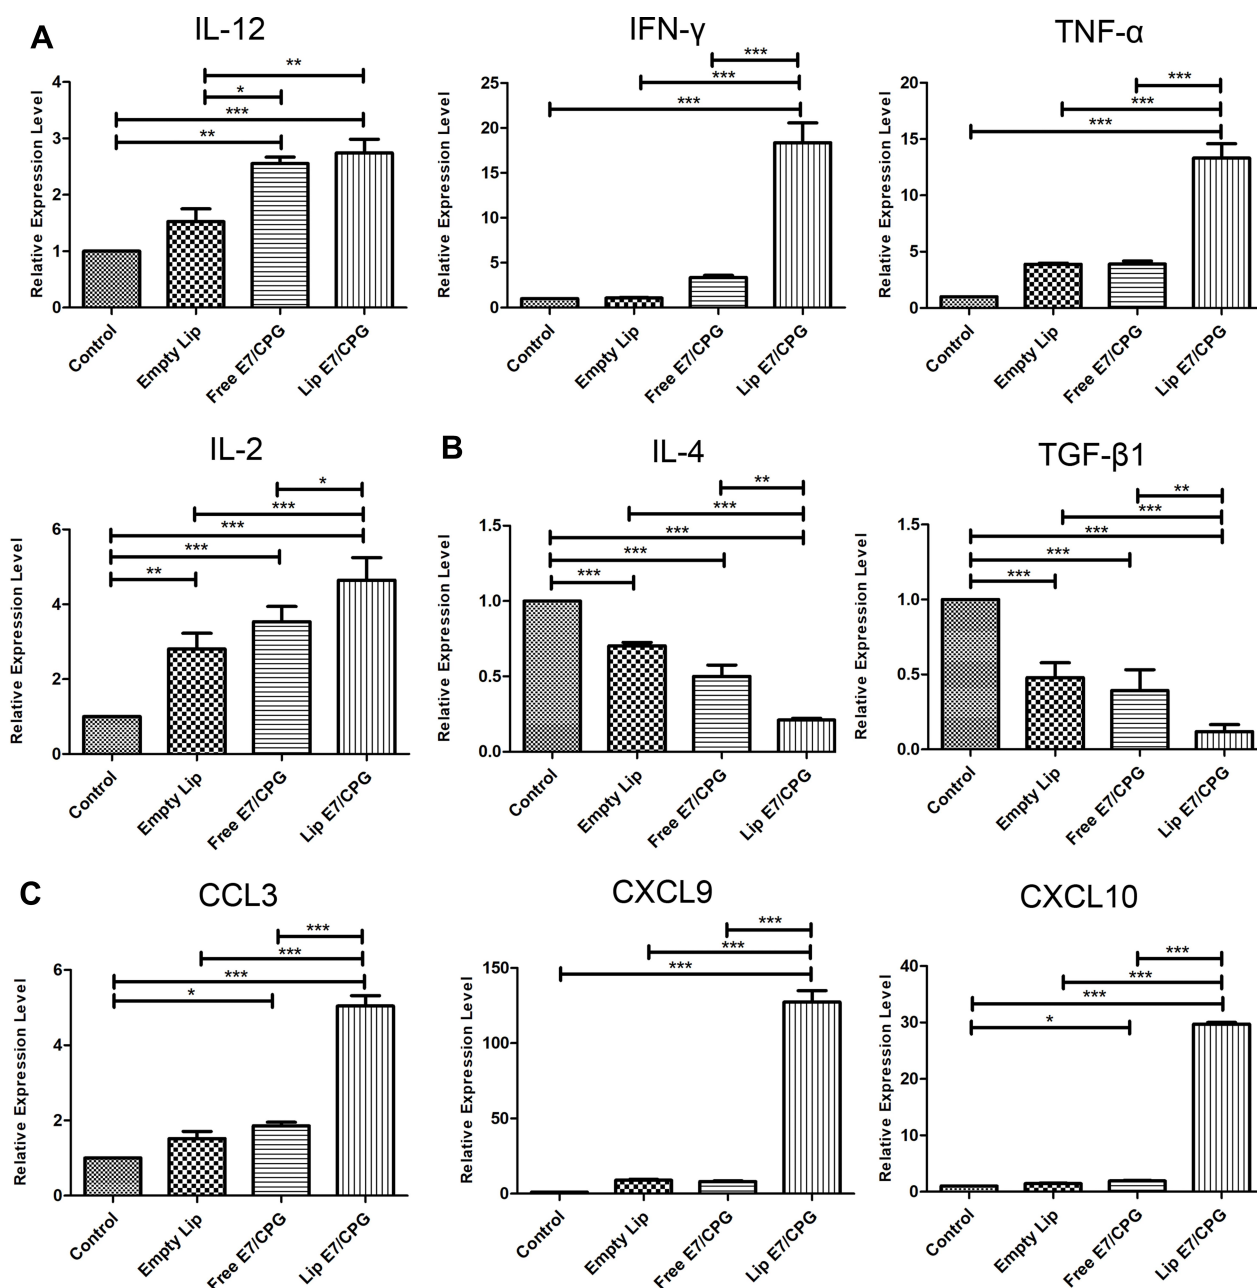 A
IL-12
**
*
***
**
Relative Expression Level
4
3
2
1
0
Control
Empty Lip
Free E7/CPG
Lip E7/CPG
IFN-γ
***
***
***
Relative Expression Level
25
20
15
10
5
0
Control
Empty Lip
Free E7/CPG
Lip E7/CPG
TNF-α
***
***
***
Relative Expression Level
20
15
10
5
0
Control
Empty Lip
Free E7/CPG
Lip E7/CPG
IL-2
*
***
***
***
**
Relative Expression Level
6
4
2
0
Control
Empty Lip
Free E7/CPG
Lip E7/CPG
B
IL-4
**
***
***
***
***
Relative Expression Level
1.5
1.0
0.5
0.0
Control
Empty Lip
Free E7/CPG
Lip E7/CPG
TGF-β1
**
***
***
***
***
Relative Expression Level
1.5
1.0
0.5
0.0
Control
Empty Lip
Free E7/CPG
Lip E7/CPG
C
CCL3
***
***
***
*
Relative Expression Level
6
4
2
0
Control
Empty Lip
Free E7/CPG
Lip E7/CPG
CXCL9
***
***
***
Relative Expression Level
150
100
50
0
Control
Empty Lip
Free E7/CPG
Lip E7/CPG
CXCL10
***
***
***
*
Relative Expression Level
40
30
20
10
0
Control
Empty Lip
Free E7/CPG
Lip E7/CPG